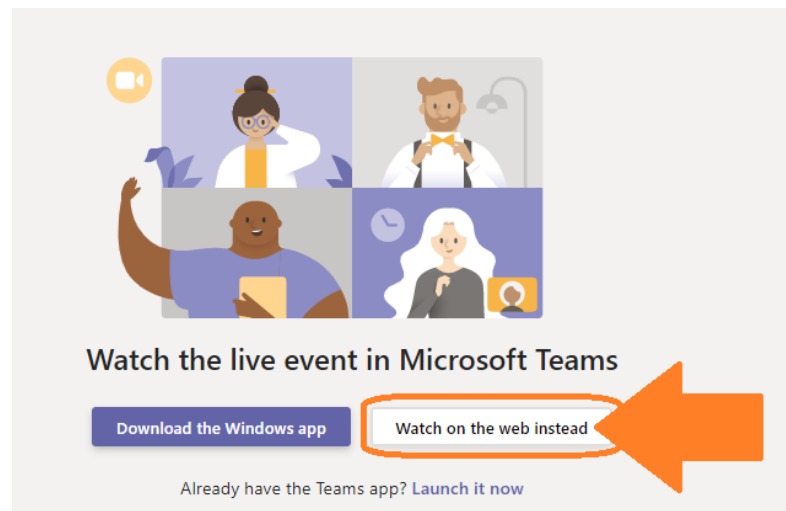 Watch the live event in Microsoft Teams
Download the Windows app
Watch on the web instead
Already have the Teams app? Launch it now